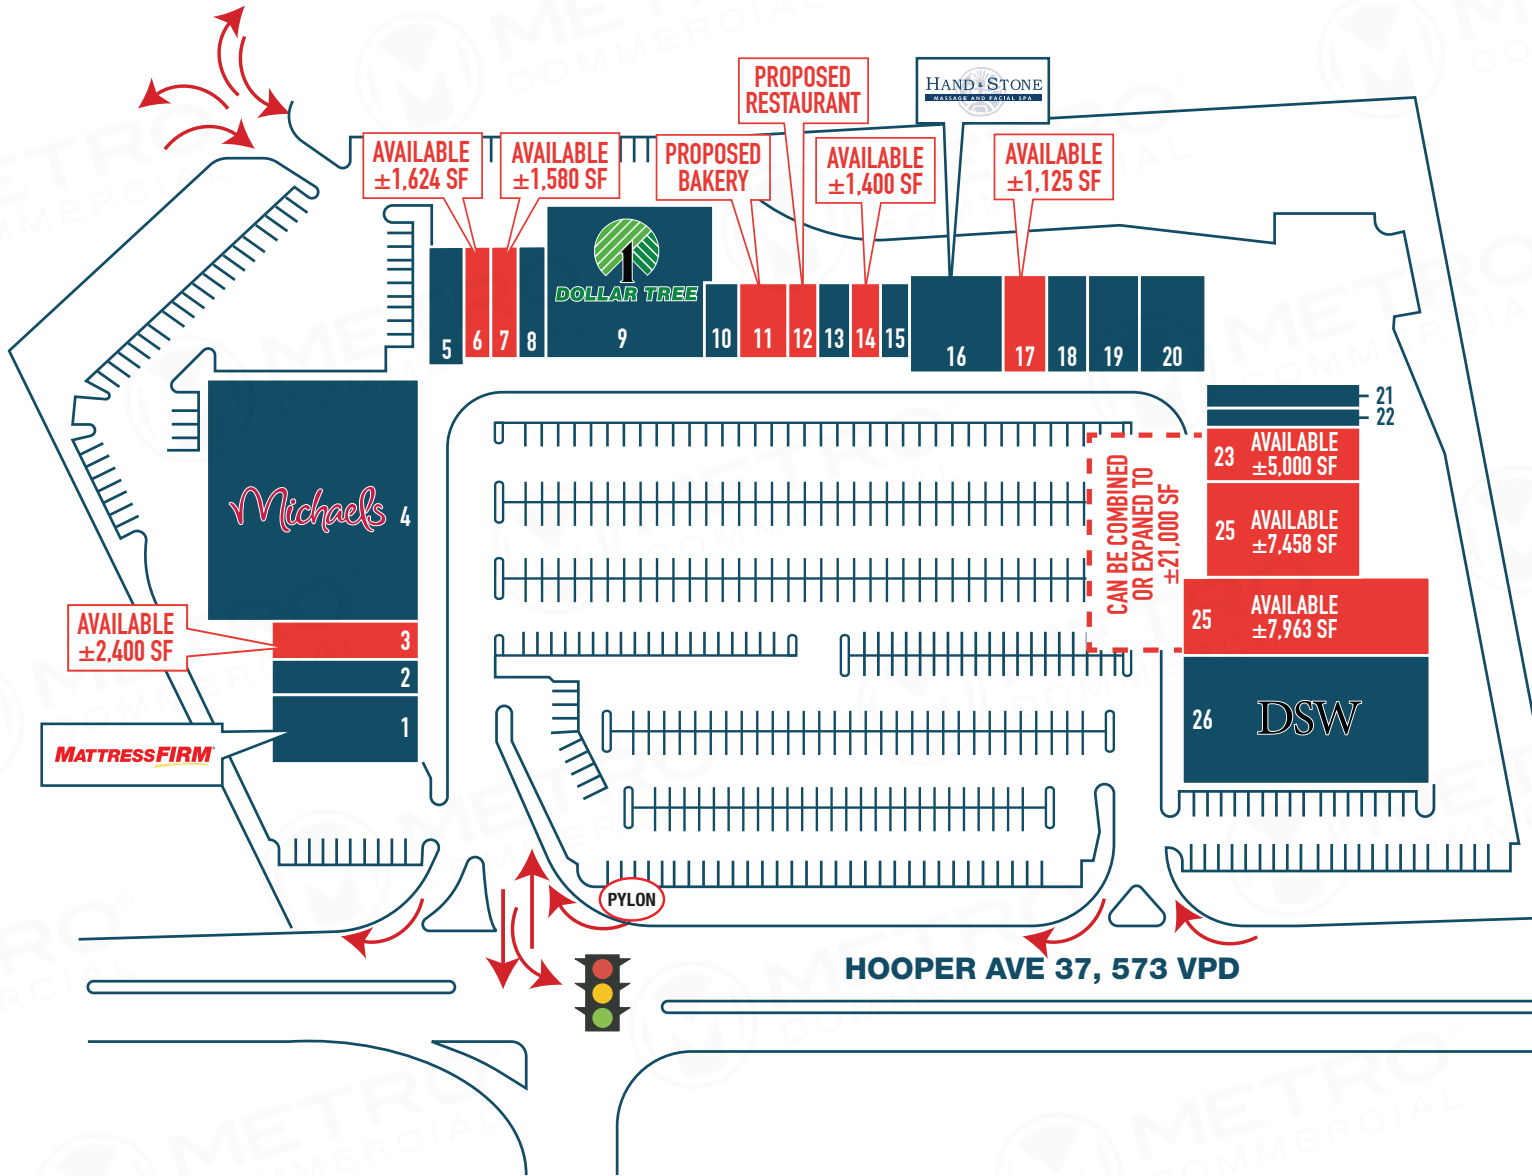 PROPOSED
RESTAURANT
HAND & STONE
MASSAGE AND FACIAL SPA
AVAILABLE
±1,624 SF
AVAILABLE
±1,580 SF
PROPOSED
BAKERY
AVAILABLE
±1,400 SF
AVAILABLE
±1,125 SF
DOLLAR TREE
5
6
7
8
9
10
11
12
13
14
15
16
17
18
19
20
21
22
23 AVAILABLE
±5,000 SF
25 AVAILABLE
±7,458 SF
25 AVAILABLE
±7,963 SF
CAN BE COMBINED
OR EXPANED TO
±21,000 SF
26 DSW
Michaels 4
AVAILABLE
±2,400 SF
3
2
1
MATTRESSFIRM
PYLON
HOOPER AVE 37, 573 VPD
METRO
COMMERCIAL